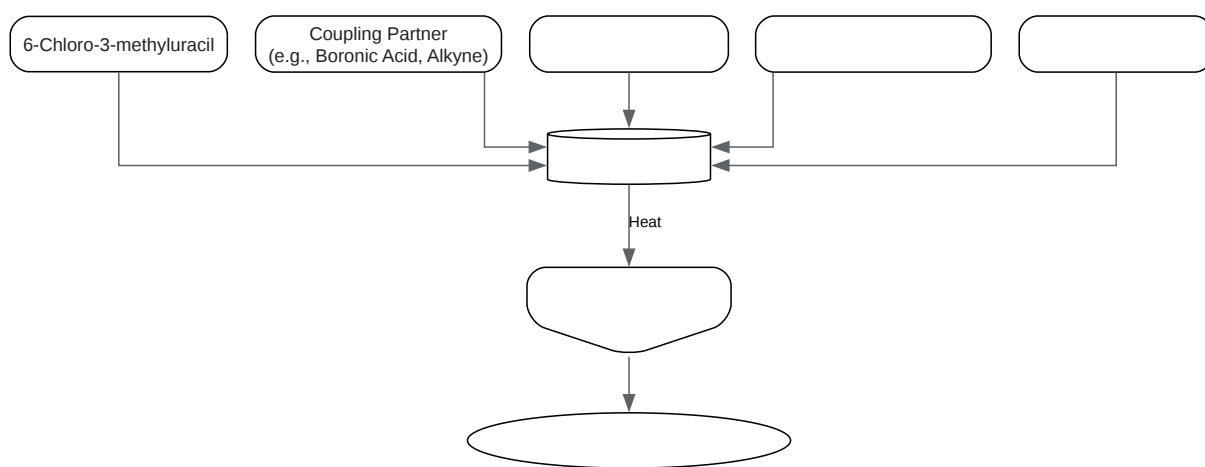 6-Chloro-3-methyluracil
Coupling Partner
(e.g., Boronic Acid, Alkyne)
Heat